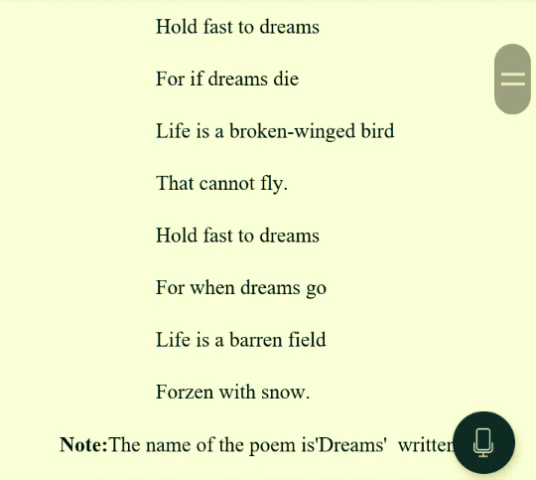 Hold fast to dreams
For if dreams die
Life is a broken-winged bird
That cannot fly.
Hold fast to dreams
For when dreams go
Life is a barren field
Forzen with snow.
Note:The name of the poem is'Dreams' written